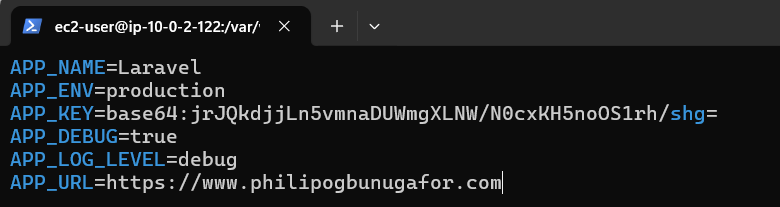 ec2-user@ip-10-0-2-122:/var/
APP_NAME=Laravel
APP_ENV=production
APP_KEY=base64:jrJQkdjjLn5vmnaDUWmgXLNW/N0cxKH5noOS1rh/shg=
APP_DEBUG=true
APP_LOG_LEVEL=debug
APP_URL=https://www.philipogbunugafor.com